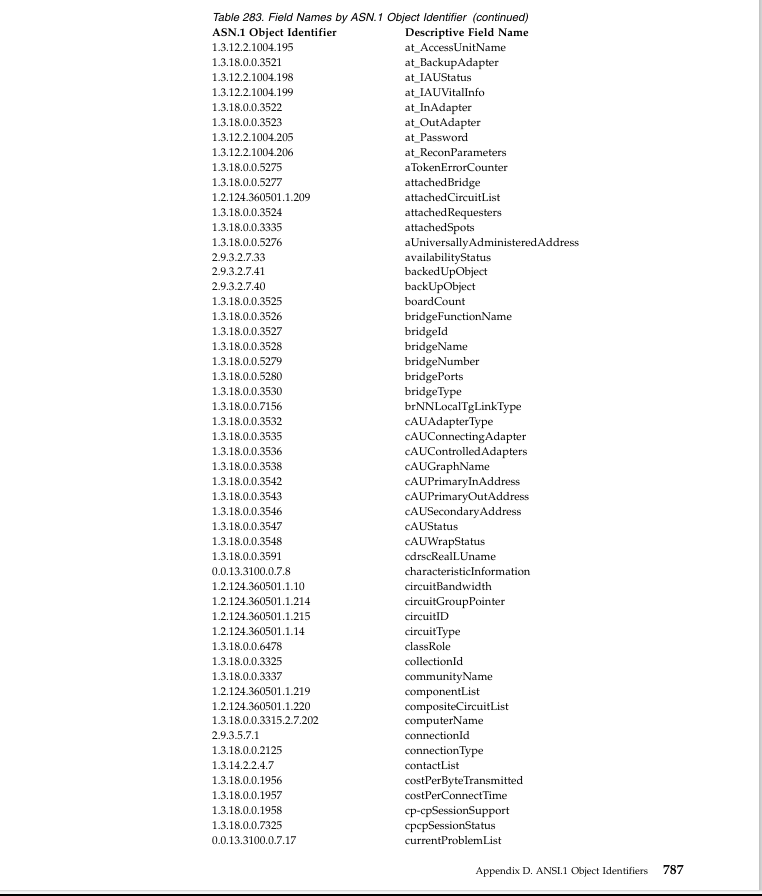 Table 283. Field Names by ASN.1 Object Identifier (continued)
ASN.1 Object Identifier Descriptive Field Name
1.3.12.2.1004.195 at_AccessUnitName
1.3.18.0.0.3521 at_BackupAdapter
1.3.12.2.1004.198 at_IAUStatus
1.3.12.2.1004.199 at_IAUVitalInfo
1.3.18.0.0.3522 at_InAdapter
1.3.18.0.0.3523 at_OutAdapter
1.3.12.2.1004.205 at_Password
1.3.12.2.1004.206 at_ReconParameters
1.3.18.0.0.5275 aTokenErrorCounter
1.3.18.0.0.5277 attachedBridge
1.2.124.360501.1.209 attachedCircuitList
1.3.18.0.0.3524 attachedRequesters
1.3.18.0.0.3335 attachedSpots
1.3.18.0.0.5276 aUniversallyAdministeredAddress
2.9.3.2.7.33 availabilityStatus
2.9.3.2.7.41 backedUpObject
2.9.3.2.7.40 backUpObject
1.3.18.0.0.3525 boardCount
1.3.18.0.0.3526 bridgeFunctionName
1.3.18.0.0.3527 bridgeId
1.3.18.0.0.3528 bridgeName
1.3.18.0.0.5279 bridgeNumber
1.3.18.0.0.5280 bridgePorts
1.3.18.0.0.3530 bridgeType
1.3.18.0.0.7156 brNNLocalTgLinkType
1.3.18.0.0.3532 cAUAdapterType
1.3.18.0.0.3535 cAUConnectingAdapter
1.3.18.0.0.3536 cAUControlledAdapters
1.3.18.0.0.3538 cAUGraphName
1.3.18.0.0.3542 cAUPrimaryInAddress
1.3.18.0.0.3543 cAUPrimaryOutAddress
1.3.18.0.0.3546 cAUSecondaryAddress
1.3.18.0.0.3547 cAUStatus
1.3.18.0.0.3548 cAUWrapStatus
1.3.18.0.0.3591 cdrscRealLUname
0.0.13.3100.0.7.8 characteristicInformation
1.2.124.360501.1.10 circuitBandwidth
1.2.124.360501.1.214 circuitGroupPointer
1.2.124.360501.1.215 circuitID
1.2.124.360501.1.14 circuitType
1.3.18.0.0.6478 classRole
1.3.18.0.0.3325 collectionId
1.3.18.0.0.3337 communityName
1.2.124.360501.1.219 componentList
1.2.124.360501.1.220 compositeCircuitList
1.3.18.0.0.3315.2.7.202 computerName
2.9.3.5.7.1 connectionId
1.3.18.0.0.2125 connectionType
1.3.14.2.2.4.7 contactList
1.3.18.0.0.1956 costPerByteTransmitted
1.3.18.0.0.1957 costPerConnectTime
1.3.18.0.0.1958 cp-cpSessionSupport
1.3.18.0.0.7325 cpcpSessionStatus
0.0.13.3100.0.7.17 currentProblemList
Appendix D. ANSI.1 Object Identifiers 787